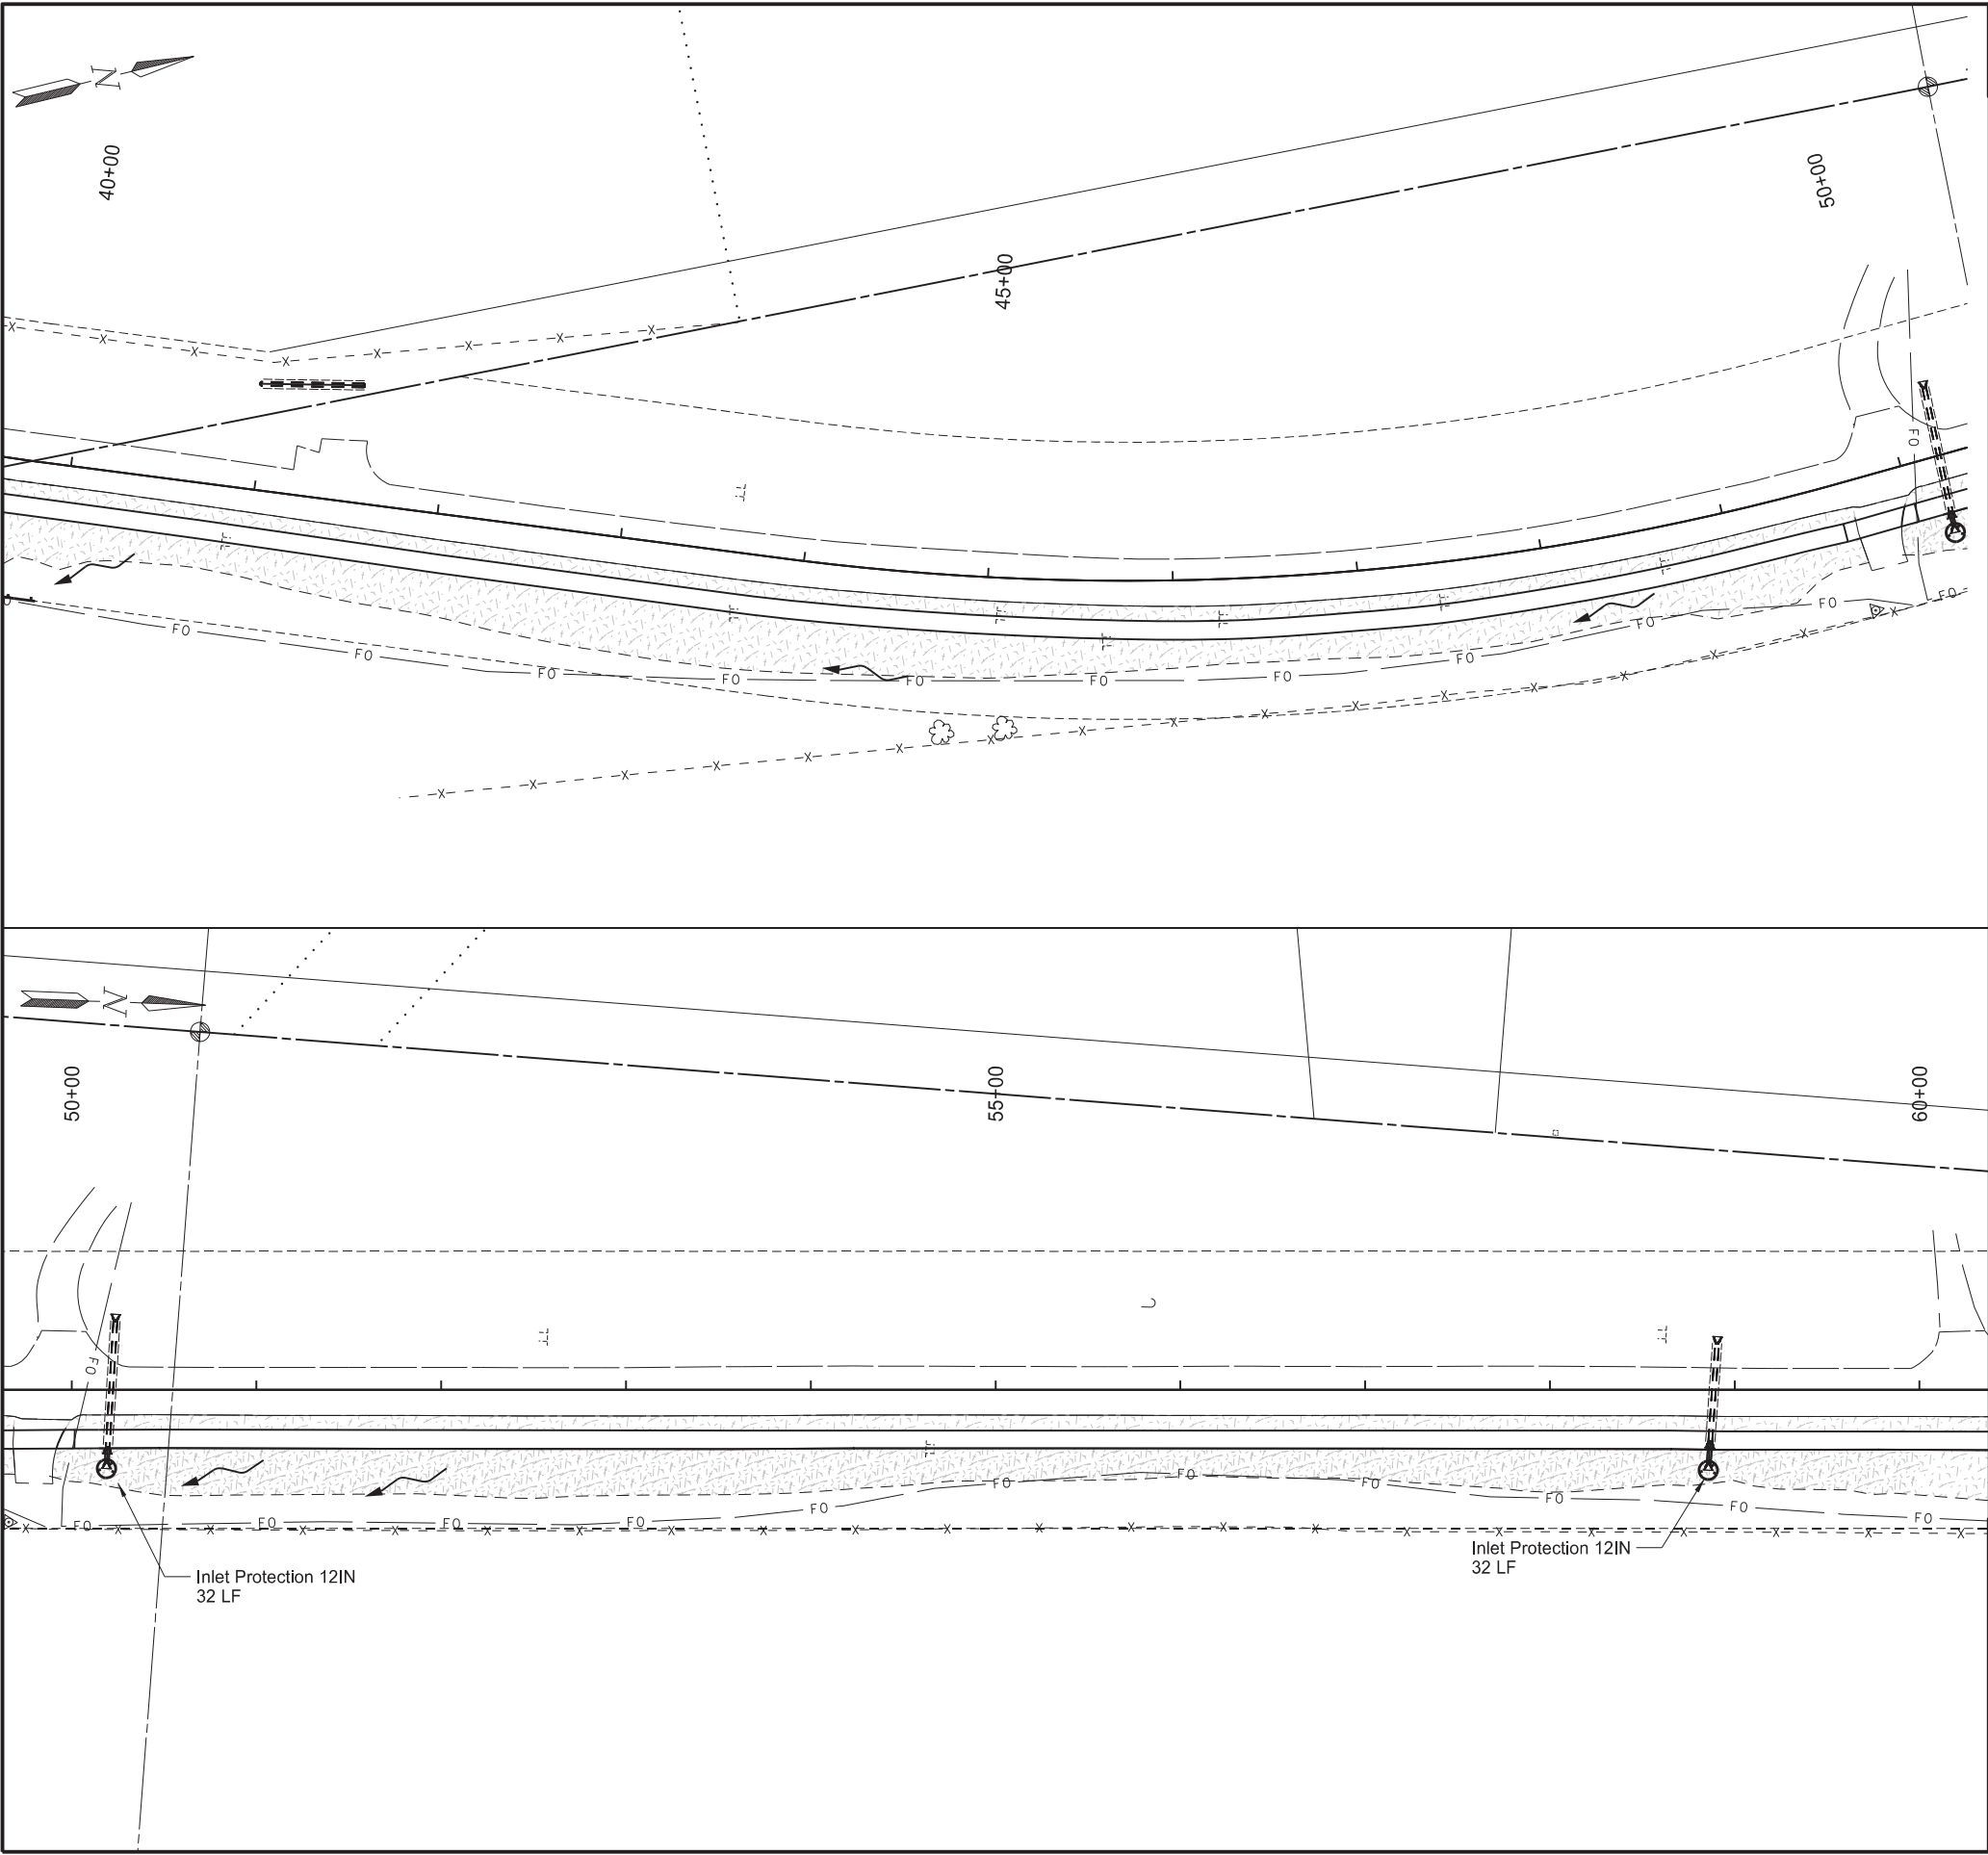 N
40+00
45+00
50+00
X X X X X X X X
FO
FO FO
FO FO FO FO FO FO FO FO FO
X X X X X X X X X X X X X X X X X
N
50+00
55+00
60+00
FO
FO FO FO FO FO FO FO FO FO FO FO
X X X X X X X X X X X X X X X X X X X X X X
Inlet Protection 12IN
32 LF
Inlet Protection 12IN
32 LF